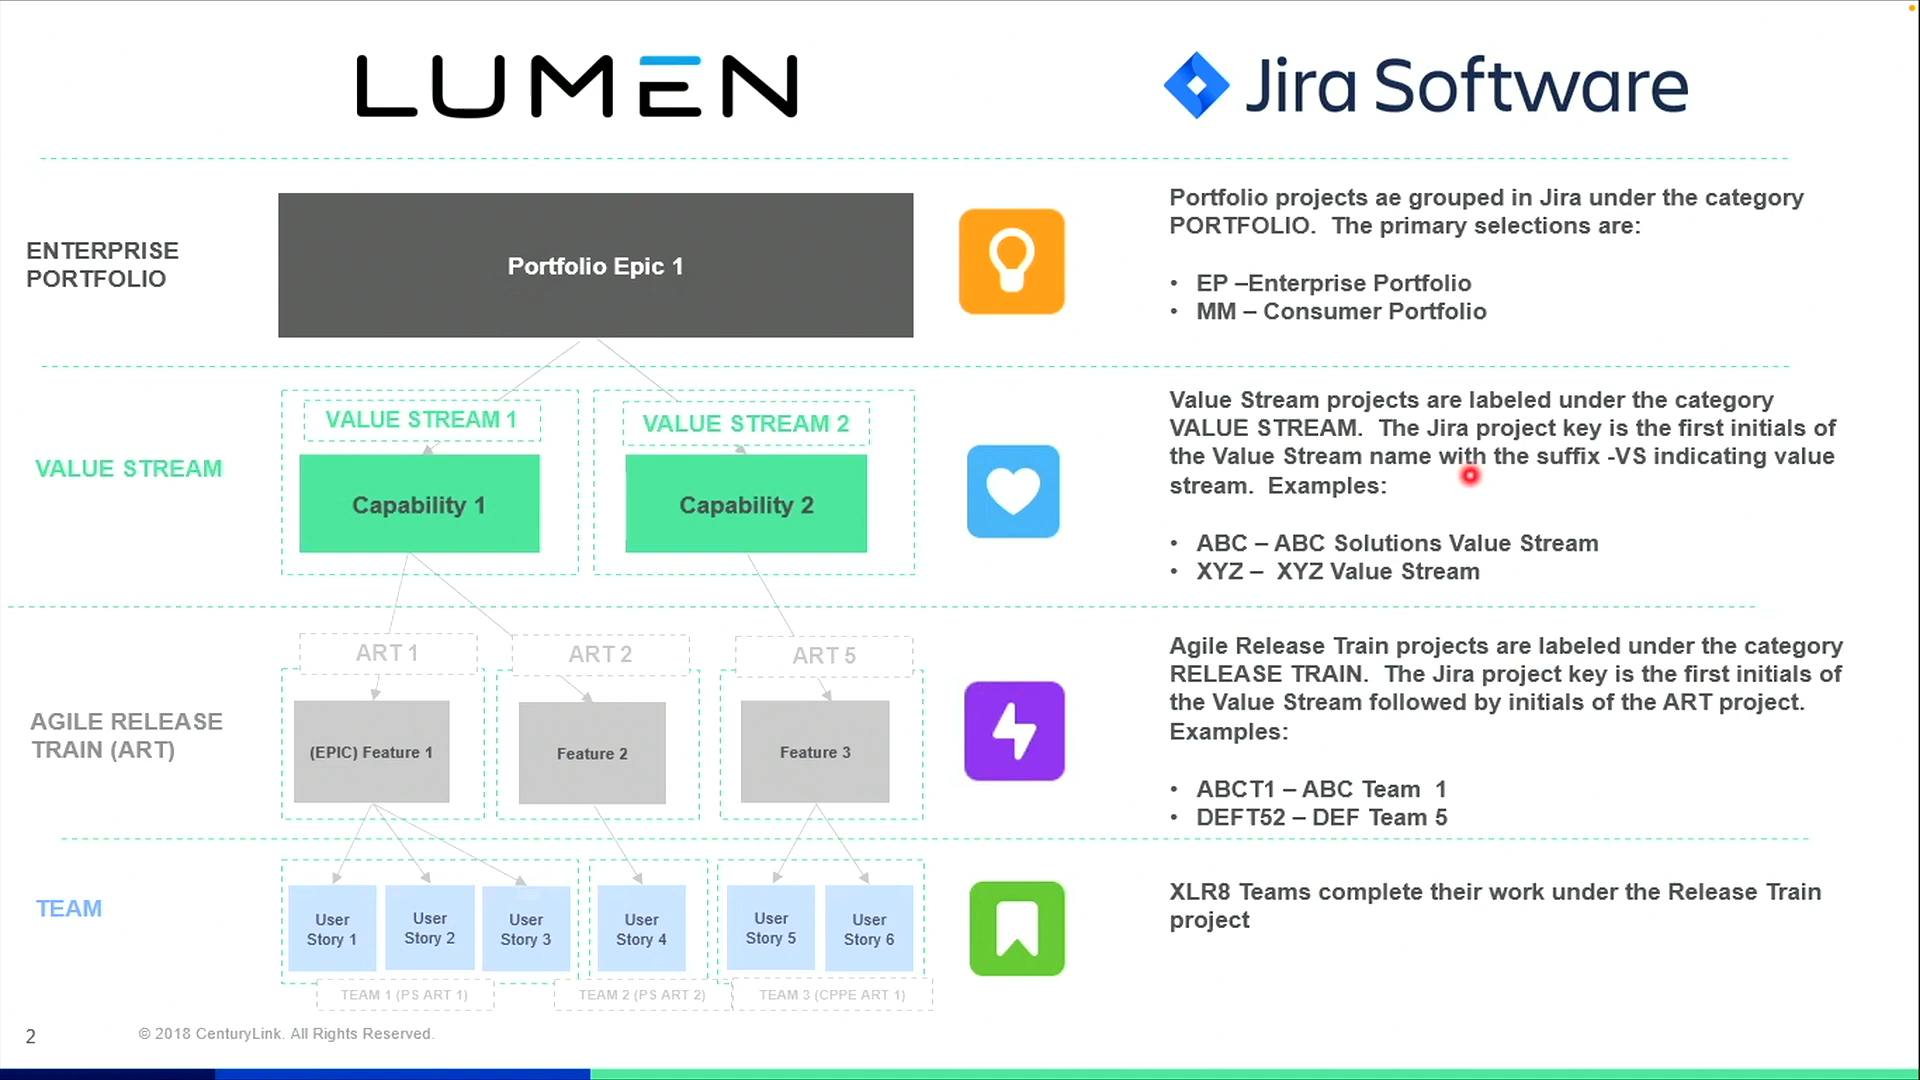 LUMEN
Jira Software
ENTERPRISE
PORTFOLIO
Portfolio Epic 1
Portfolio projects ae grouped in Jira under the category
PORTFOLIO.  The primary selections are:
• EP –Enterprise Portfolio
• MM – Consumer Portfolio
VALUE STREAM
VALUE STREAM 1
VALUE STREAM 2
Capability 1
Capability 2
Value Stream projects are labeled under the category
VALUE STREAM.  The Jira project key is the first initials of
the Value Stream name with the suffix -VS indicating value
stream.  Examples:
• ABC – ABC Solutions Value Stream
• XYZ –  XYZ Value Stream
AGILE RELEASE
TRAIN (ART)
ART 1
ART 2
ART 5
(EPIC) Feature 1
Feature 2
Feature 3
Agile Release Train projects are labeled under the category
RELEASE TRAIN.  The Jira project key is the first initials of
the Value Stream followed by initials of the ART project.
Examples:
• ABCT1 – ABC Team  1
• DEFT52 – DEF Team 5
TEAM
User
Story 1
User
Story 2
User
Story 3
User
Story 4
User
Story 5
User
Story 6
TEAM 1 (PS ART 1)
TEAM 2 (PS ART 2)
TEAM 3 (CPPE ART 1)
XLR8 Teams complete their work under the Release Train
project
2
© 2018 CenturyLink. All Rights Reserved.